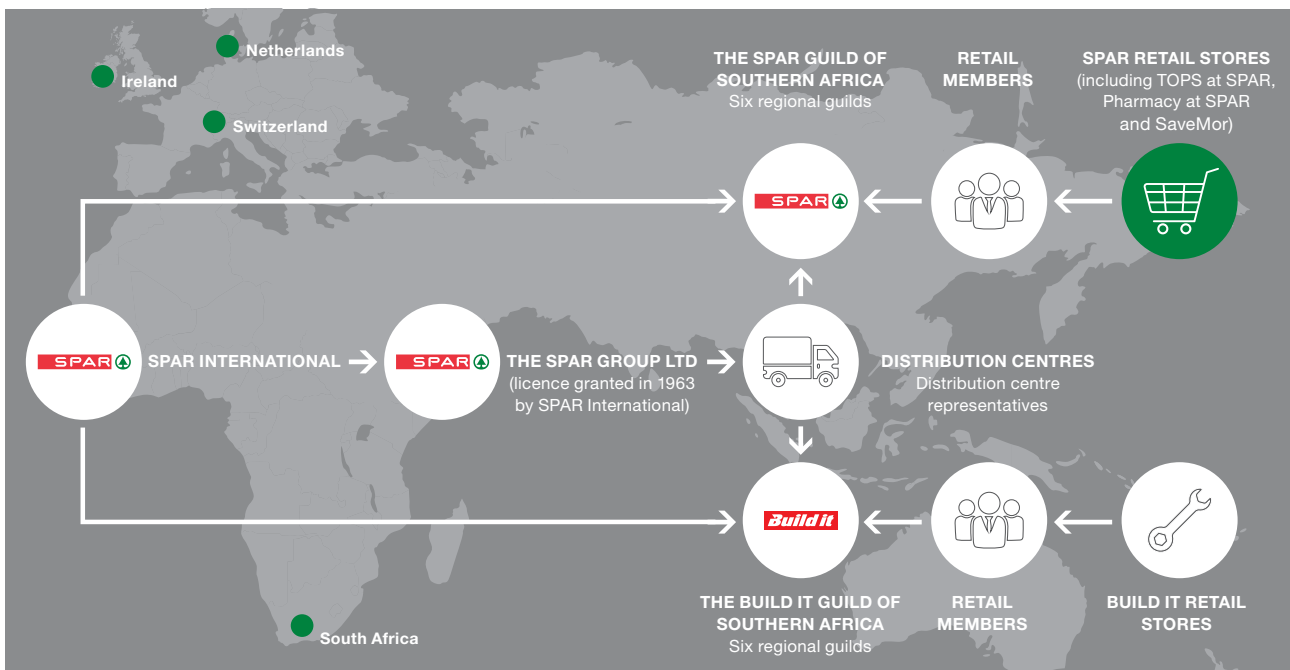 Netherlands
Ireland
Switzerland
THE SPAR GUILD OF
SOUTHERN AFRICA
Six regional guilds
RETAIL
MEMBERS
SPAR RETAIL STORES
(including TOPS at SPAR,
Pharmacy at SPAR
and SaveMor)
SPAR
SPAR
SPAR INTERNATIONAL
SPAR
THE SPAR GROUP LTD
(licence granted in 1963
by SPAR International)
DISTRIBUTION CENTRES
Distribution centre
representatives
Build it
THE BUILD IT GUILD OF
SOUTHERN AFRICA
Six regional guilds
RETAIL
MEMBERS
BUILD IT RETAIL
STORES
South Africa